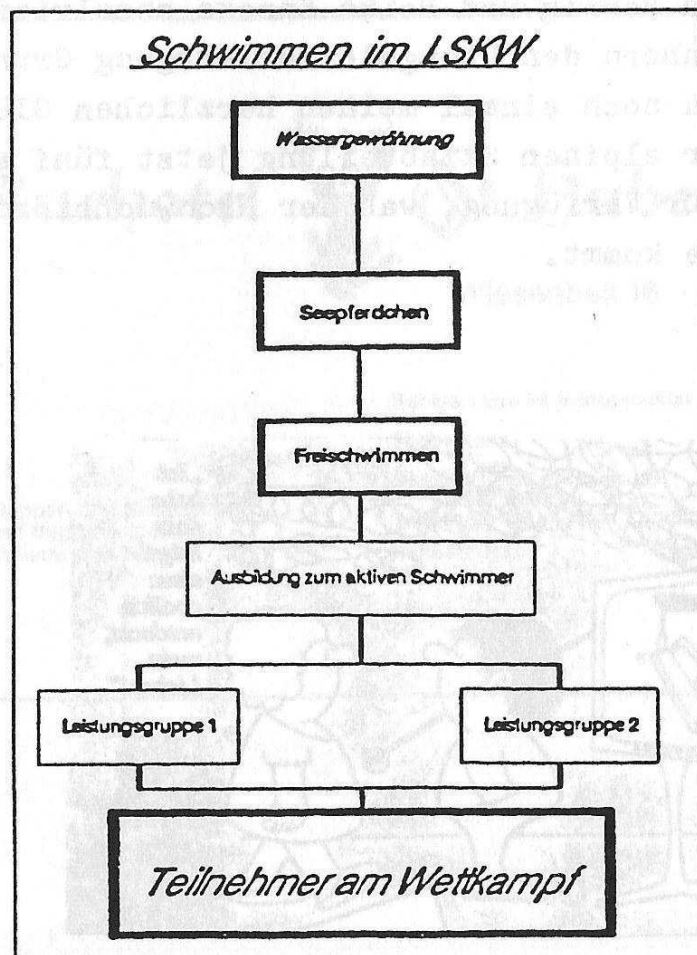 Schwimmen im LSKW
Wassergewöhnung
Seepferdchen
Freischwimmen
Ausbildung zum aktiven Schwimmer
Leistungsgruppe 1
Leistungsgruppe 2
Teilnehmer am Wettkampf